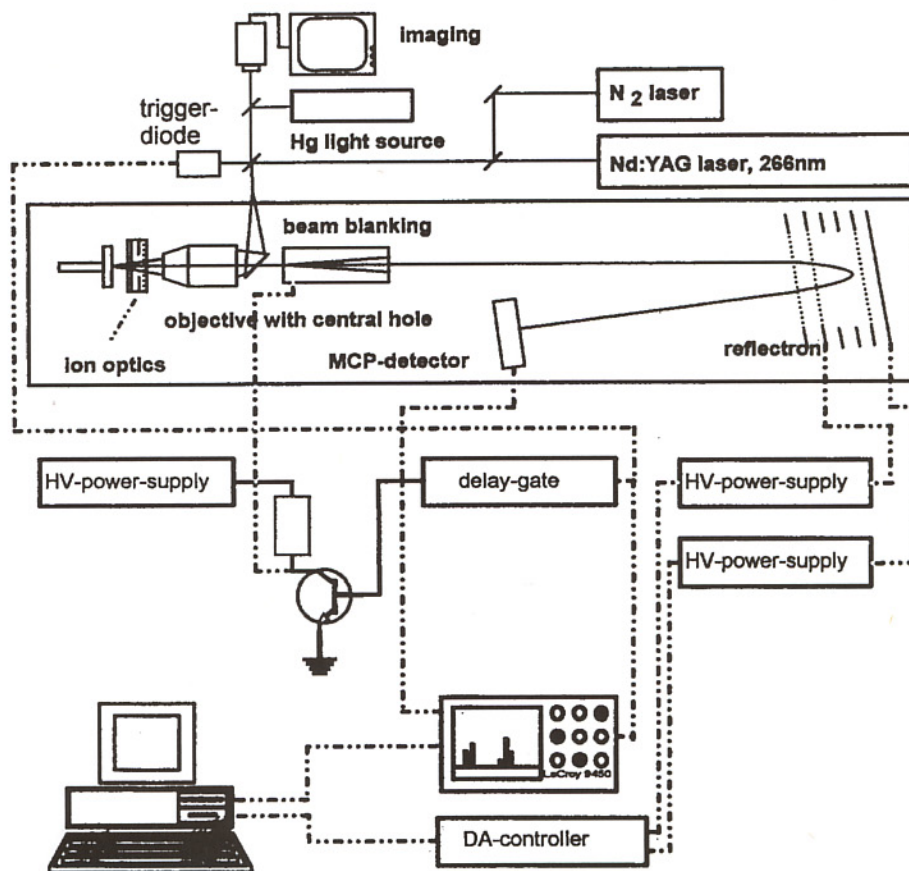 imaging
N2 laser
trigger-
diode
Hg light source
Nd:YAG laser, 266nm
beam blanking
objective with central hole
ion optics
MCP-detector
reflectron
HV-power-supply
delay-gate
HV-power-supply
HV-power-supply
LeCroy 9450
DA-controller